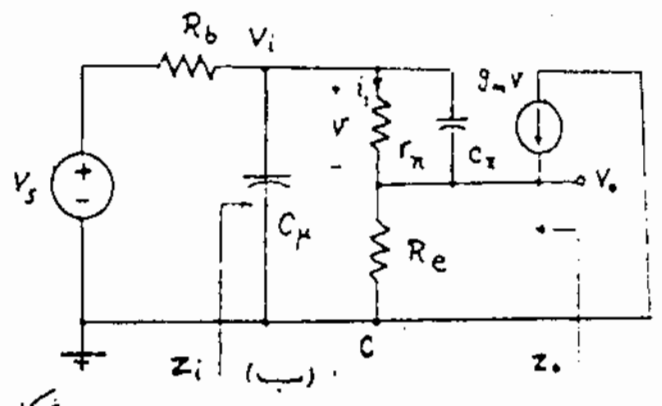 R_b
V_i
+
i_1
g_m v
V
r_π
C_π
-
V_s
+
-
V_o
C_μ
R_e
C
Z_i
(ب)
Z_o